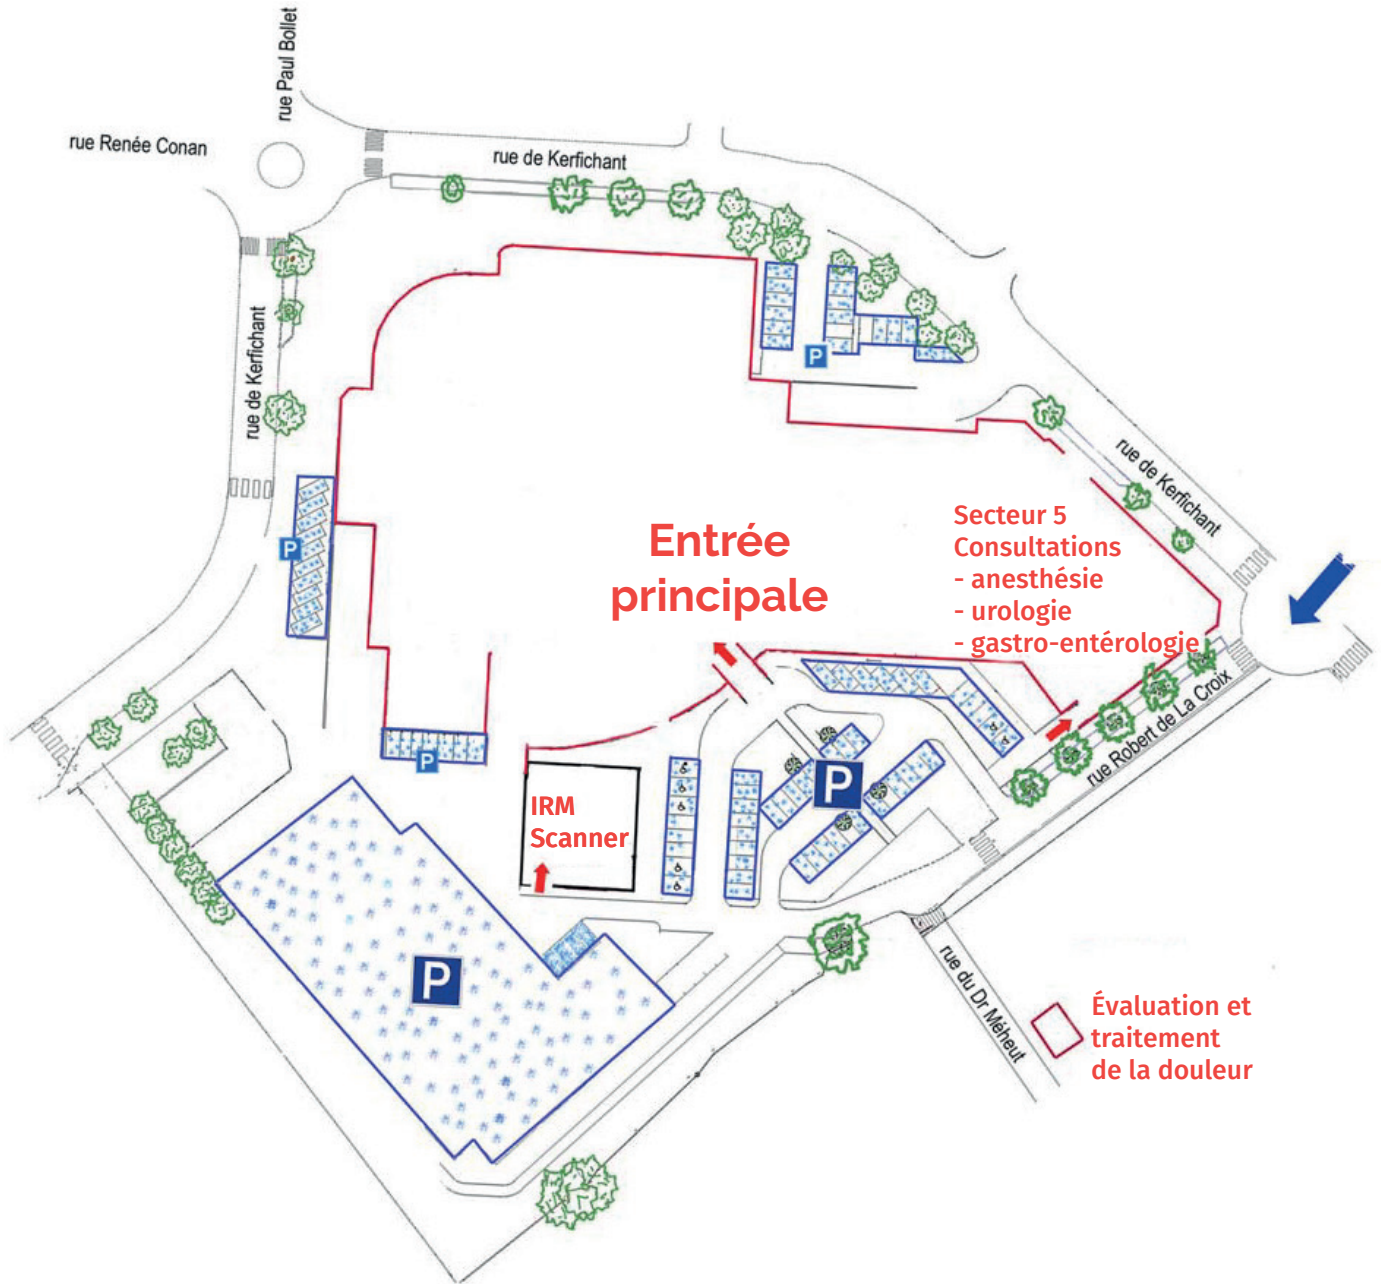 rue Paul Bollet
rue Renée Conan
rue de Kerfichant
rue de Kerfichant
P
rue de Kerfichant
Secteur 5
Consultations
- anesthésie
- urologie
- gastro-entérologie
Entrée
principale
P
rue Robert de La Croix
P
P
IRM
Scanner
P
rue du Dr Méheut
Évaluation et
traitement
de la douleur